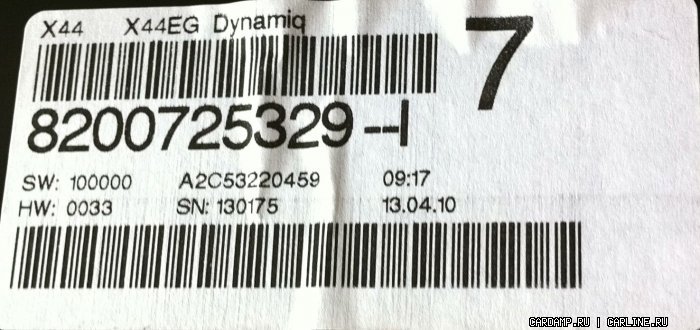 X44 X44EG Dynamiq
7
8200725329--I
SW: 100000 A2C53220459 09:17
HW: 0033 SN: 130175 13.04.10
CARDAMP.RU | CARLINE.RU